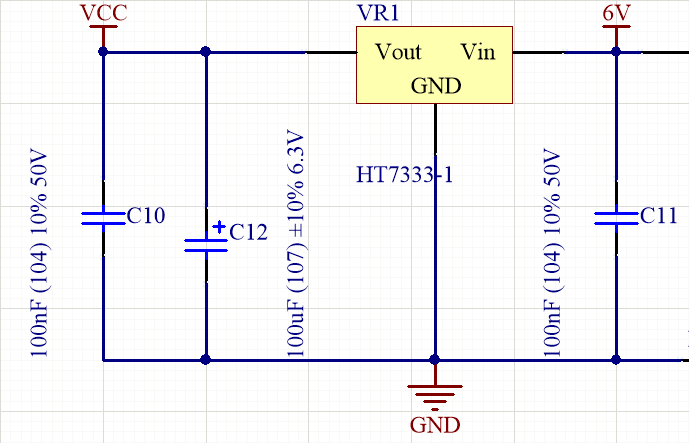 VCC
VR1
6V
Vout
Vin
GND
HT7333-1
100nF (104) 10% 50V
C10
C12
100uF (107) ±10% 6.3V
100nF (104) 10% 50V
C11
GND